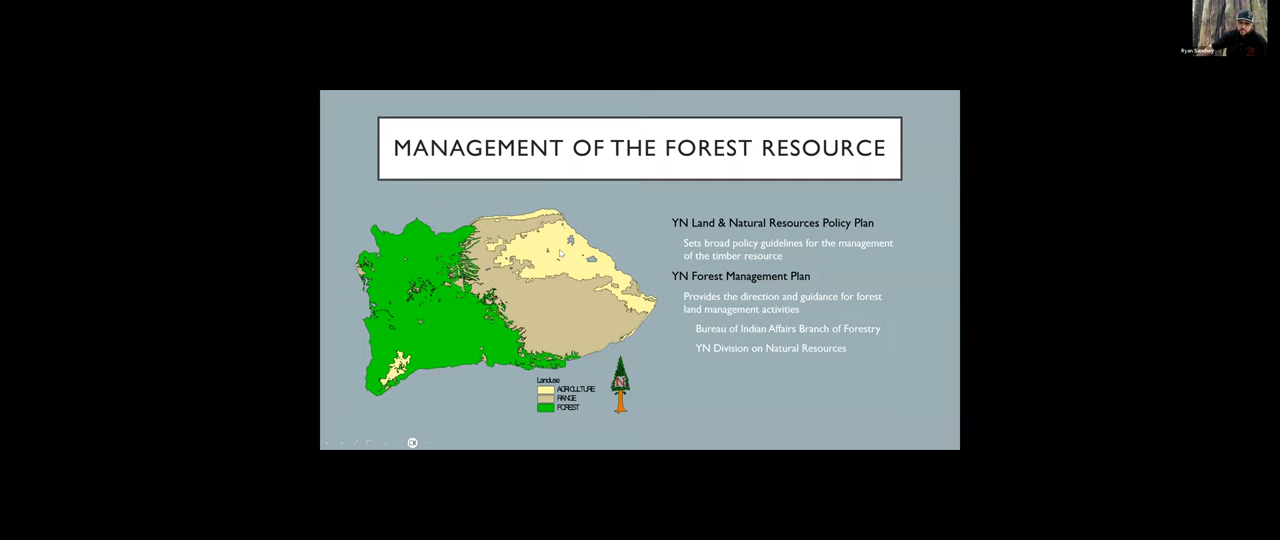 Ryan Sanchey
MANAGEMENT OF THE FOREST RESOURCE
YN Land & Natural Resources Policy Plan
Sets broad policy guidelines for the management
of the timber resource
YN Forest Management Plan
Provides the direction and guidance for forest
land management activities
Bureau of Indian Affairs Branch of Forestry
YN Division on Natural Resources
Landuse
AGRICULTURE
RANGE
FOREST
N